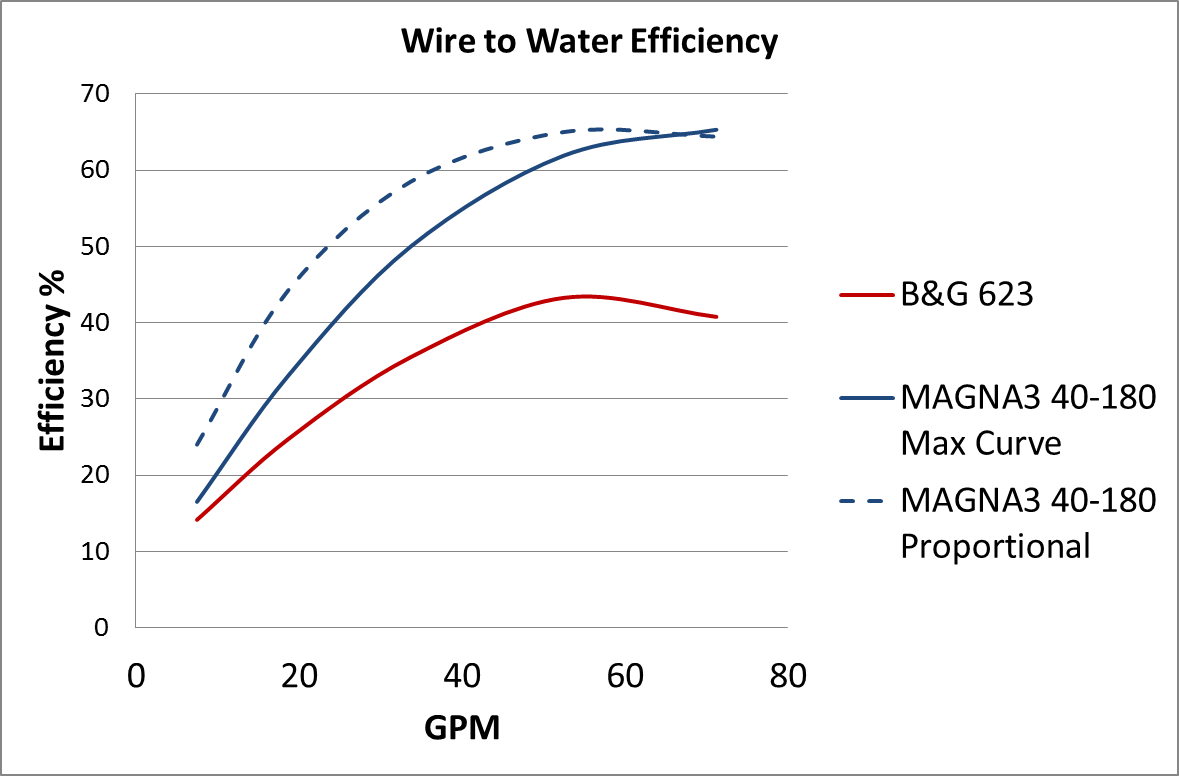 Wire to Water Efficiency
70
60
50
40
30
20
10
0
Efficiency %
0 20 40 60 80
GPM
B&G 623
MAGNA3 40-180
Max Curve
MAGNA3 40-180
Proportional